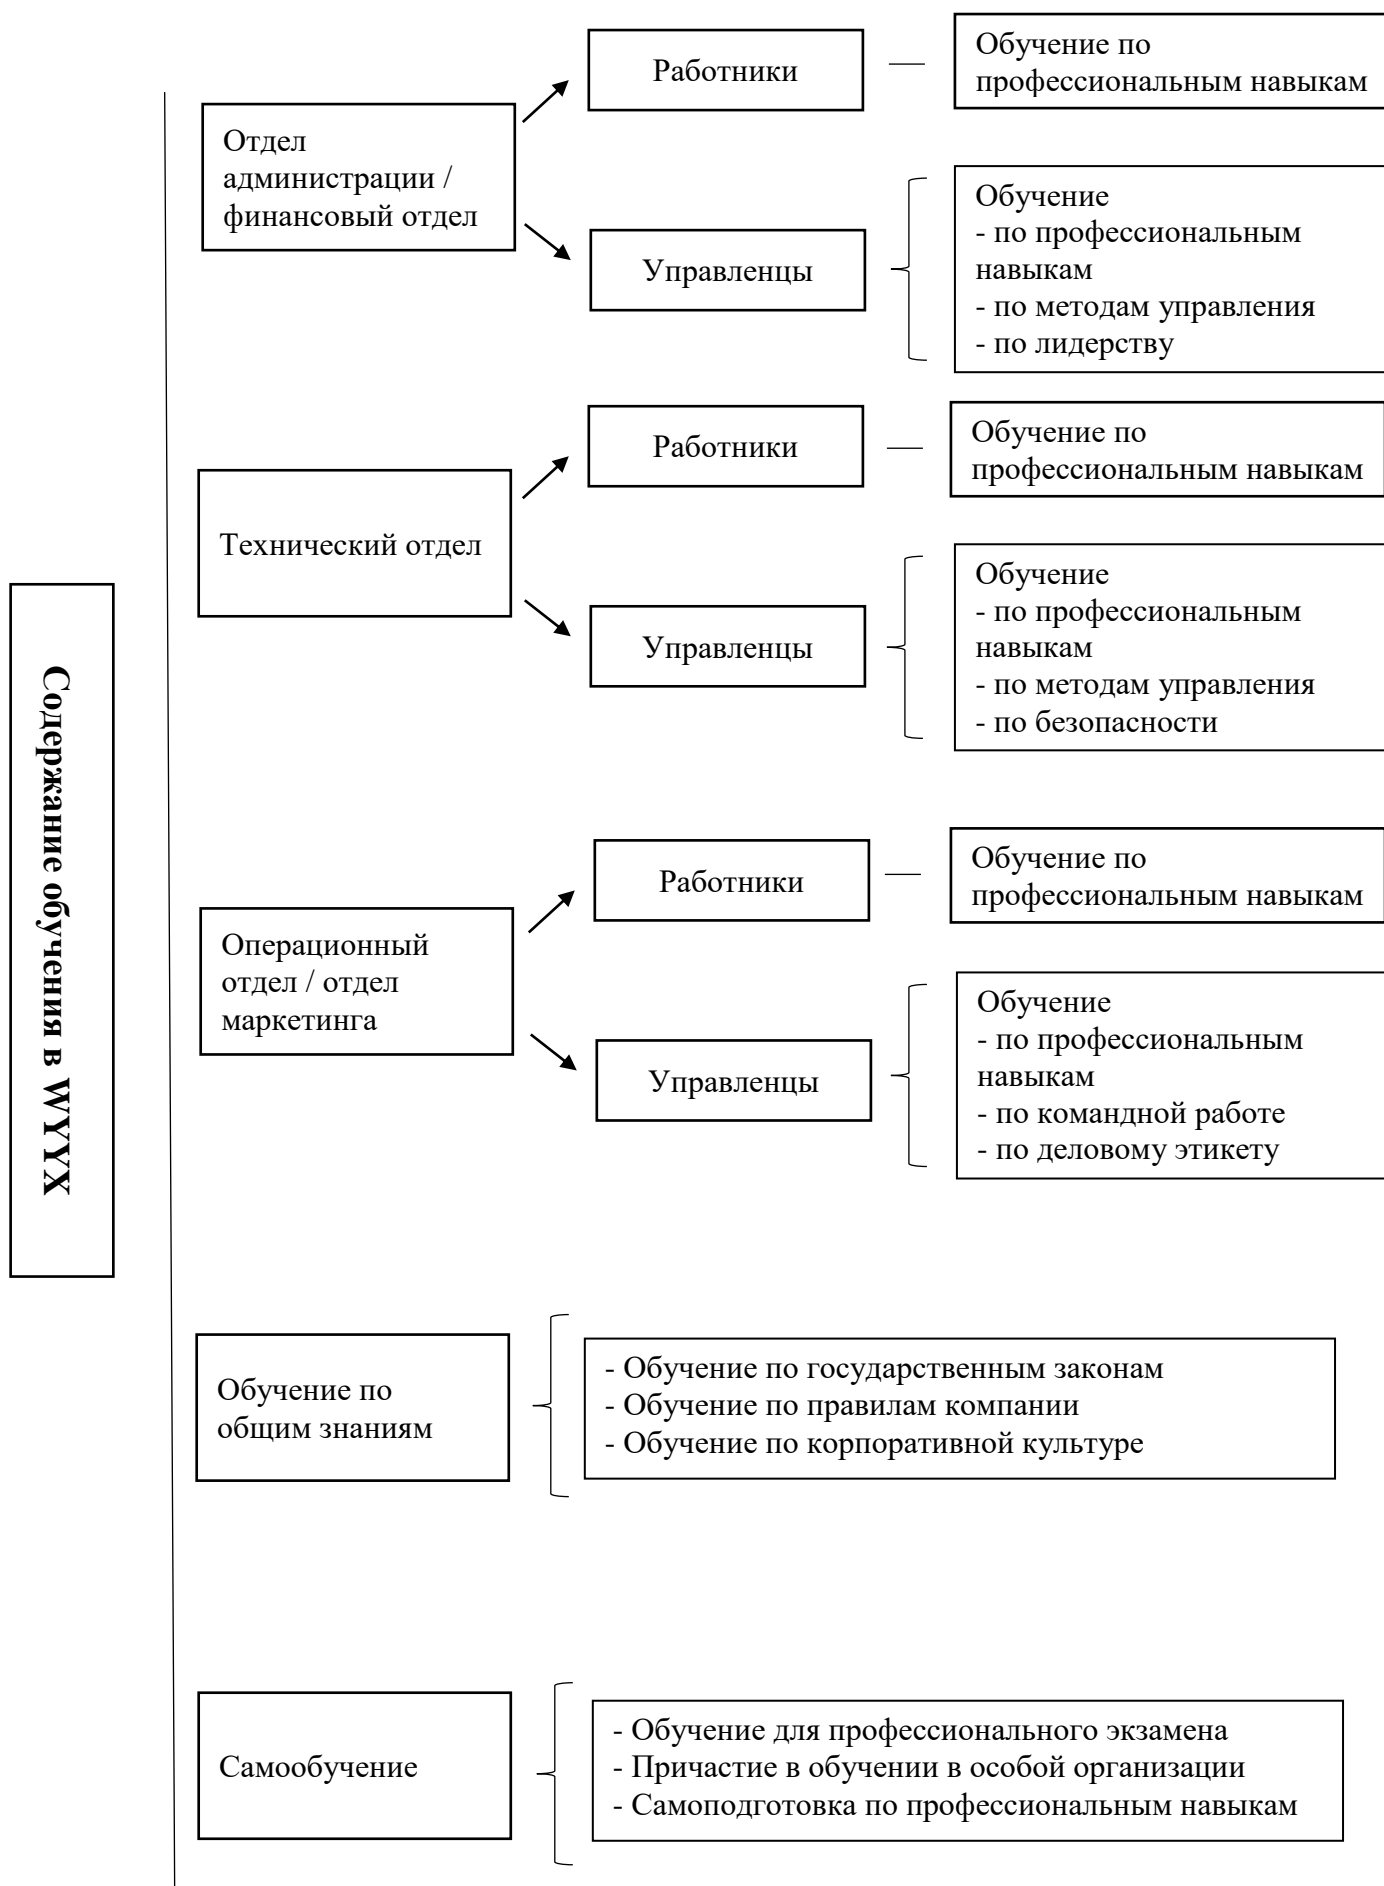 Содержание обучения в WYYX
Отдел
администрации /
финансовый отдел
Работники
Обучение по
профессиональным навыкам
Управленцы
Обучение
- по профессиональным
навыкам
- по методам управления
- по лидерству
Технический отдел
Работники
Обучение по
профессиональным навыкам
Управленцы
Обучение
- по профессиональным
навыкам
- по методам управления
- по безопасности
Операционный
отдел / отдел
маркетинга
Работники
Обучение по
профессиональным навыкам
Управленцы
Обучение
- по профессиональным
навыкам
- по командной работе
- по деловому этикету
Обучение по
общим знаниям
- Обучение по государственным законам
- Обучение по правилам компании
- Обучение по корпоративной культуре
Самообучение
- Обучение для профессионального экзамена
- Причастие в обучении в особой организации
- Самоподготовка по профессиональным навыкам